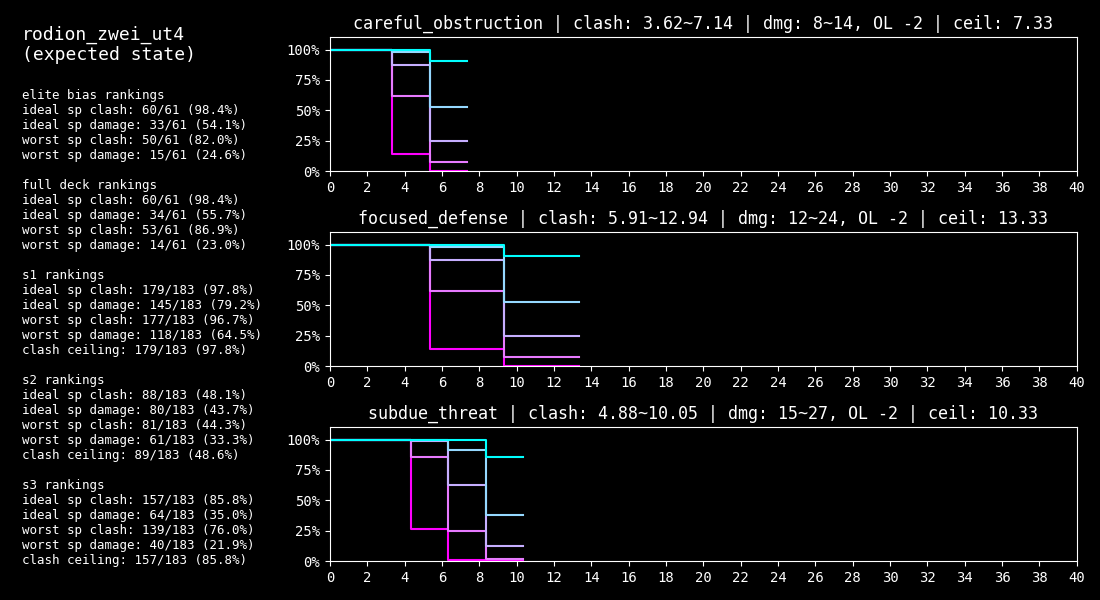 rodion_zwei_ut4
(expected state)
elite bias rankings
ideal sp clash: 60/61 (98.4%)
ideal sp damage: 33/61 (54.1%)
worst sp clash: 50/61 (82.0%)
worst sp damage: 15/61 (24.6%)
full deck rankings
ideal sp clash: 60/61 (98.4%)
ideal sp damage: 34/61 (55.7%)
worst sp clash: 53/61 (86.9%)
worst sp damage: 14/61 (23.0%)
s1 rankings
ideal sp clash: 179/183 (97.8%)
ideal sp damage: 145/183 (79.2%)
worst sp clash: 177/183 (96.7%)
worst sp damage: 118/183 (64.5%)
clash ceiling: 179/183 (97.8%)
s2 rankings
ideal sp clash: 88/183 (48.1%)
ideal sp damage: 80/183 (43.7%)
worst sp clash: 81/183 (44.3%)
worst sp damage: 61/183 (33.3%)
clash ceiling: 89/183 (48.6%)
s3 rankings
ideal sp clash: 157/183 (85.8%)
ideal sp damage: 64/183 (35.0%)
worst sp clash: 139/183 (76.0%)
worst sp damage: 40/183 (21.9%)
clash ceiling: 157/183 (85.8%)
careful_obstruction | clash: 3.62~7.14 | dmg: 8~14, OL -2 | ceil: 7.33
100%
75%
50%
25%
0%
0 2 4 6 8 10 12 14 16 18 20 22 24 26 28 30 32 34 36 38 40
focused_defense | clash: 5.91~12.94 | dmg: 12~24, OL -2 | ceil: 13.33
100%
75%
50%
25%
0%
0 2 4 6 8 10 12 14 16 18 20 22 24 26 28 30 32 34 36 38 40
subdue_threat | clash: 4.88~10.05 | dmg: 15~27, OL -2 | ceil: 10.33
100%
75%
50%
25%
0%
0 2 4 6 8 10 12 14 16 18 20 22 24 26 28 30 32 34 36 38 40